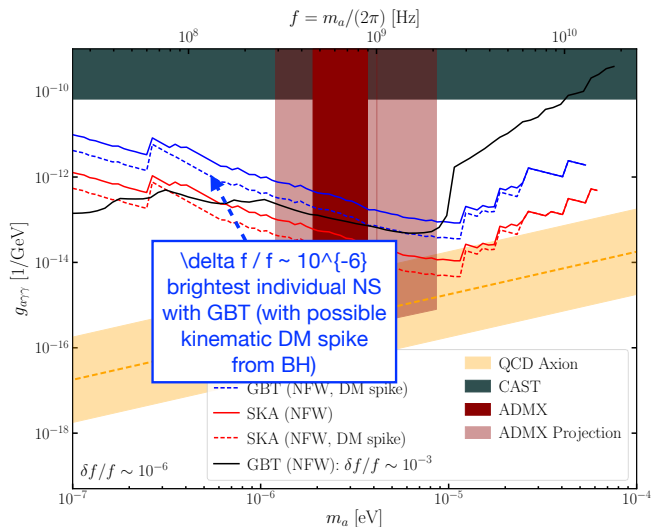 f = m_a/(2π) [Hz]
10^8
10^9
10^10
10^-10
10^-12
10^-14
10^-16
10^-18
g_aγγ [1/GeV]
\delta f / f ~ 10^{-6}
brightest individual NS
with GBT (with possible
kinematic DM spike
from BH)
GBT (NFW, DM spike)
SKA (NFW)
SKA (NFW, DM spike)
GBT (NFW): δf/f ∼ 10^-3
QCD Axion
CAST
ADMX
ADMX Projection
δf/f ∼ 10^-6
10^-7
10^-6
10^-5
10^-4
m_a [eV]